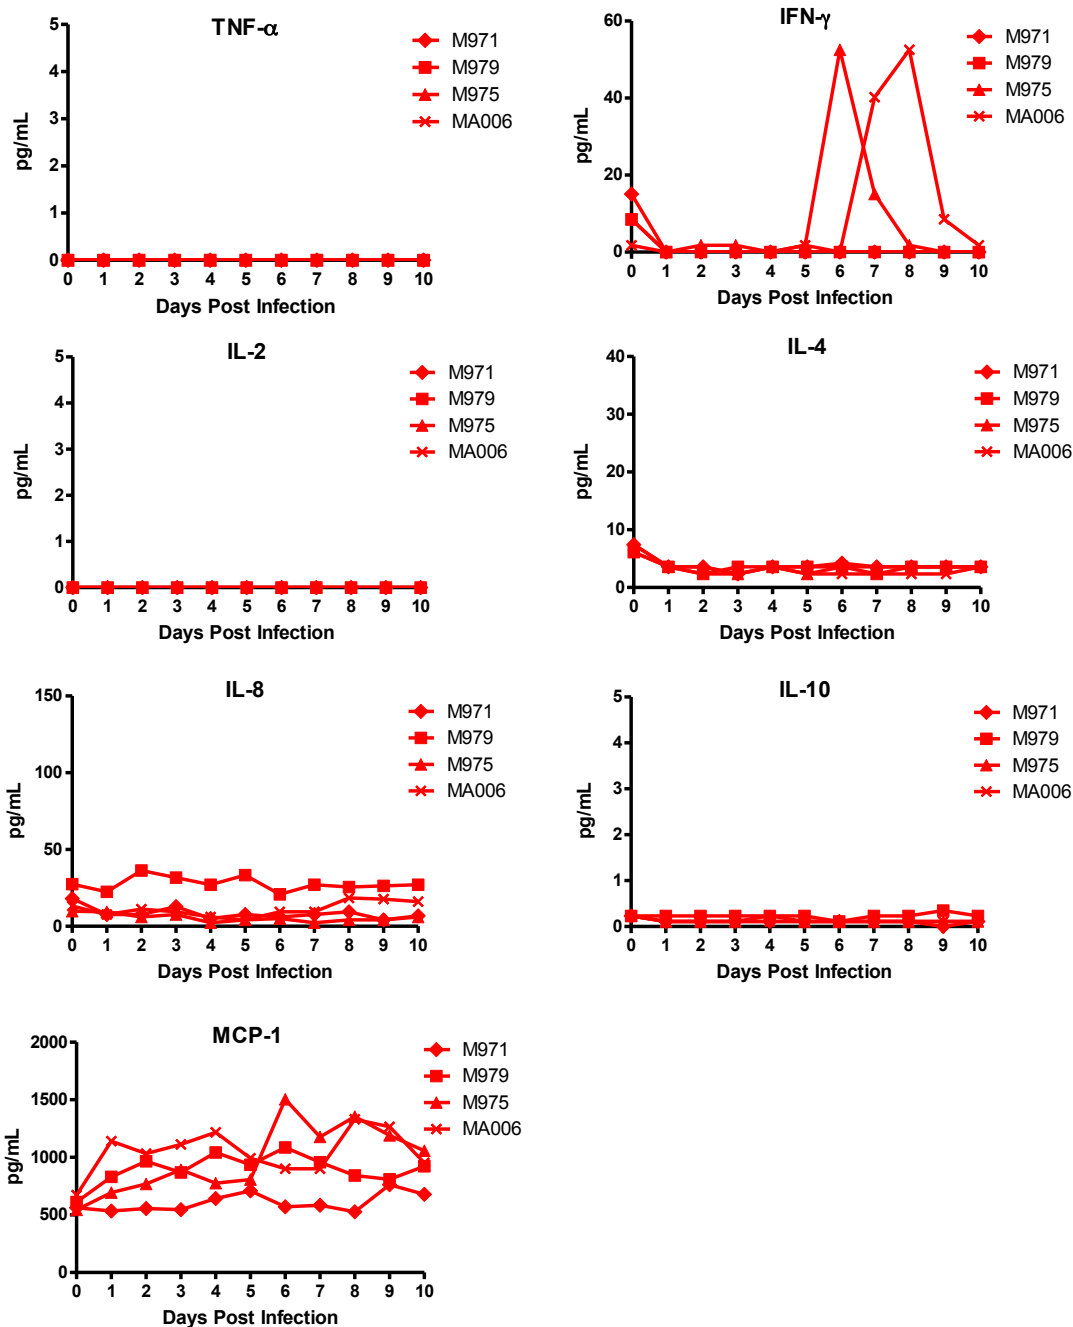 TNF-α
5
4
3
2
1
0
pg/mL
0 1 2 3 4 5 6 7 8 9 10
Days Post Infection
M971
M979
M975
MA006
IFN-γ
60
40
20
0
pg/mL
0 1 2 3 4 5 6 7 8 9 10
Days Post Infection
M971
M979
M975
MA006
IL-2
5
4
3
2
1
0
pg/mL
0 1 2 3 4 5 6 7 8 9 10
Days Post Infection
M971
M979
M975
MA006
IL-4
40
30
20
10
0
pg/mL
0 1 2 3 4 5 6 7 8 9 10
Days Post Infection
M971
M979
M975
MA006
IL-8
150
100
50
0
pg/mL
0 1 2 3 4 5 6 7 8 9 10
Days Post Infection
M971
M979
M975
MA006
IL-10
5
4
3
2
1
0
pg/mL
0 1 2 3 4 5 6 7 8 9 10
Days Post Infection
M971
M979
M975
MA006
MCP-1
2000
1500
1000
500
0
pg/mL
0 1 2 3 4 5 6 7 8 9 10
Days Post Infection
M971
M979
M975
MA006